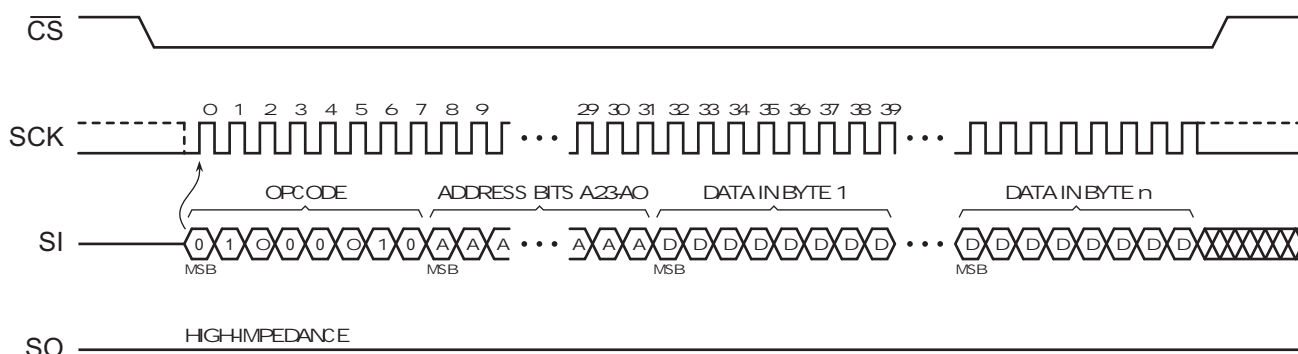 CS
0 1 2 3 4 5 6 7 8 9 29 30 31 32 33 34 35 36 37 38 39
SCK
OPCODE ADDRESS BITS A23-A0 DATA IN BYTE 1 DATA IN BYTE n
SI 0 1 0 0 0 0 1 0 A A A A A A D D D D D D D D D D D D D D D D
MSB MSB MSB MSB
HIGH-IMPEDANCE
SO